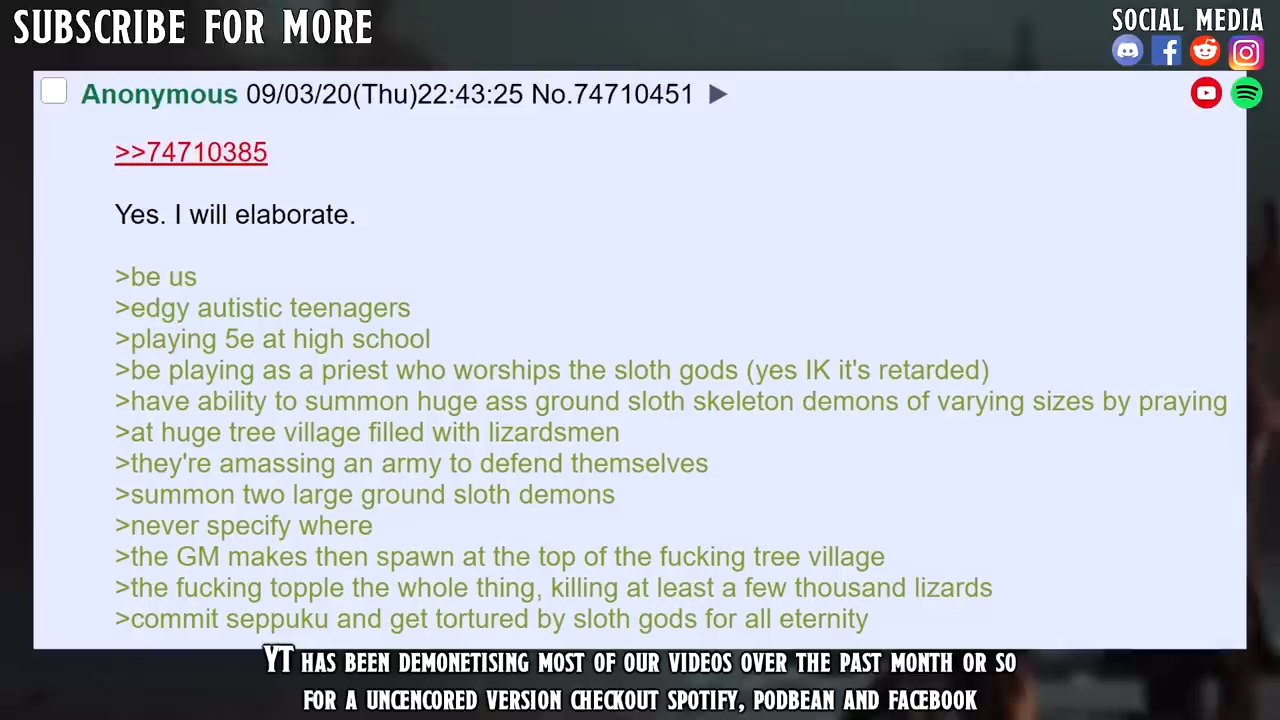 SUBSCRIBE FOR MORE
SOCIAL MEDIA
Anonymous 09/03/20(Thu)22:43:25 No.74710451 ▶
>>74710385
Yes. I will elaborate.
>be us
>edgy autistic teenagers
>playing 5e at high school
>be playing as a priest who worships the sloth gods (yes IK it's retarded)
>have ability to summon huge ass ground sloth skeleton demons of varying sizes by praying
>at huge tree village filled with lizardsmen
>they're amassing an army to defend themselves
>summon two large ground sloth demons
>never specify where
>the GM makes then spawn at the top of the fucking tree village
>the fucking topple the whole thing, killing at least a few thousand lizards
>commit seppuku and get tortured by sloth gods for all eternity
YT HAS BEEN DEMONETISING MOST OF OUR VIDEOS OVER THE PAST MONTH OR SO
FOR A UNCENCORED VERSION CHECKOUT SPOTIFY, PODBEAN AND FACEBOOK